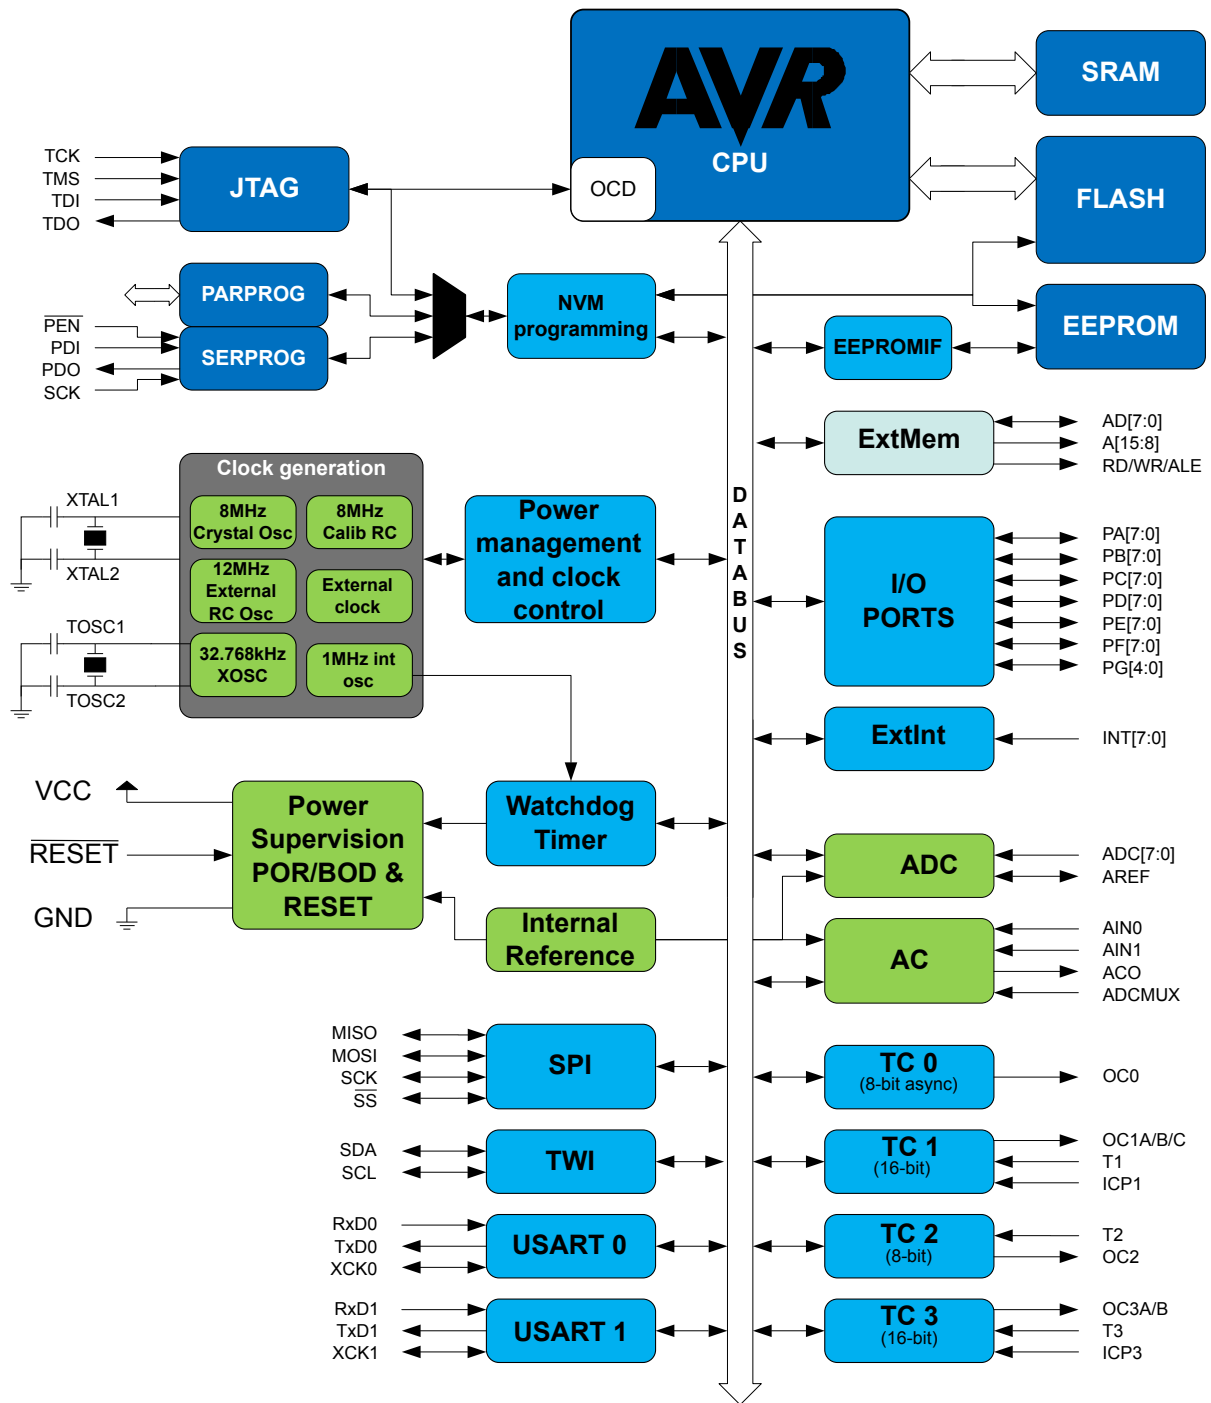 AVR
CPU
OCD
SRAM
FLASH
EEPROM
TCK
TMS
TDI
TDO
JTAG
PARPROG
SERPROG
PEN
PDI
PDO
SCK
NVM
programming
EEPROMIF
ExtMem
AD[7:0]
A[15:8]
RD/WR/ALE
Clock generation
8MHz
Crystal Osc
8MHz
Calib RC
12MHz
External
RC Osc
External
clock
32.768kHz
XOSC
1MHz int
osc
XTAL1
XTAL2
TOSC1
TOSC2
Power
management
and clock
control
DATABUS
I/O
PORTS
PA[7:0]
PB[7:0]
PC[7:0]
PD[7:0]
PE[7:0]
PF[7:0]
PG[4:0]
ExtInt
INT[7:0]
VCC
RESET
GND
Power
Supervision
POR/BOD &
RESET
Watchdog
Timer
Internal
Reference
ADC
ADC[7:0]
AREF
AC
AIN0
AIN1
ACO
ADCMUX
MISO
MOSI
SCK
SS
SPI
TC 0
(8-bit async)
OC0
SDA
SCL
TWI
TC 1
(16-bit)
OC1A/B/C
T1
ICP1
RxD0
TxD0
XCK0
USART 0
TC 2
(8-bit)
T2
OC2
RxD1
TxD1
XCK1
USART 1
TC 3
(16-bit)
OC3A/B
T3
ICP3